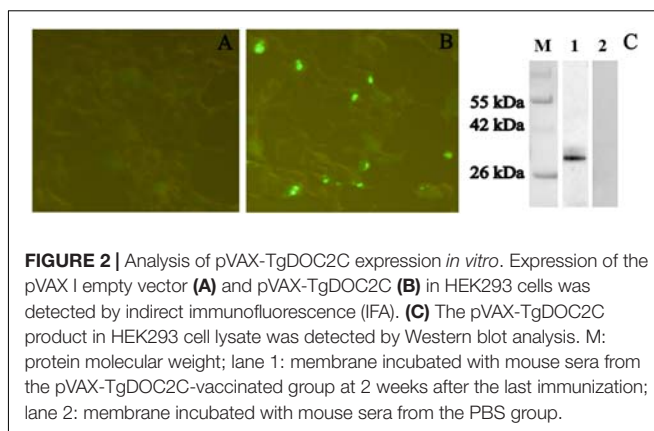 A
B
M 1 2 C
55 kDa
42 kDa
26 kDa
FIGURE 2 | Analysis of pVAX-TgDOC2C expression in vitro. Expression of the
pVAX I empty vector (A) and pVAX-TgDOC2C (B) in HEK293 cells was
detected by indirect immunofluorescence (IFA). (C) The pVAX-TgDOC2C
product in HEK293 cell lysate was detected by Western blot analysis. M:
protein molecular weight; lane 1: membrane incubated with mouse sera from
the pVAX-TgDOC2C-vaccinated group at 2 weeks after the last immunization;
lane 2: membrane incubated with mouse sera from the PBS group.